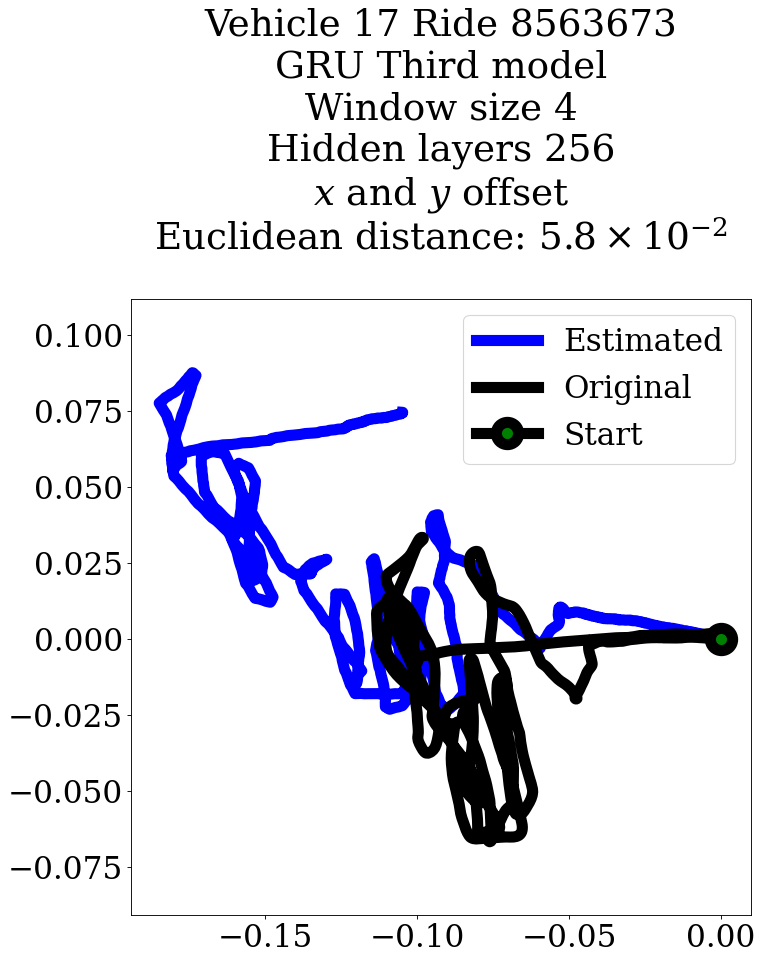 Vehicle 17 Ride 8563673
GRU Third model
Window size 4
Hidden layers 256
x and y offset
Euclidean distance: 5.8 × 10⁻²
Estimated
Original
Start
0.100
0.075
0.050
0.025
0.000
−0.025
−0.050
−0.075
−0.15 −0.10 −0.05 0.00